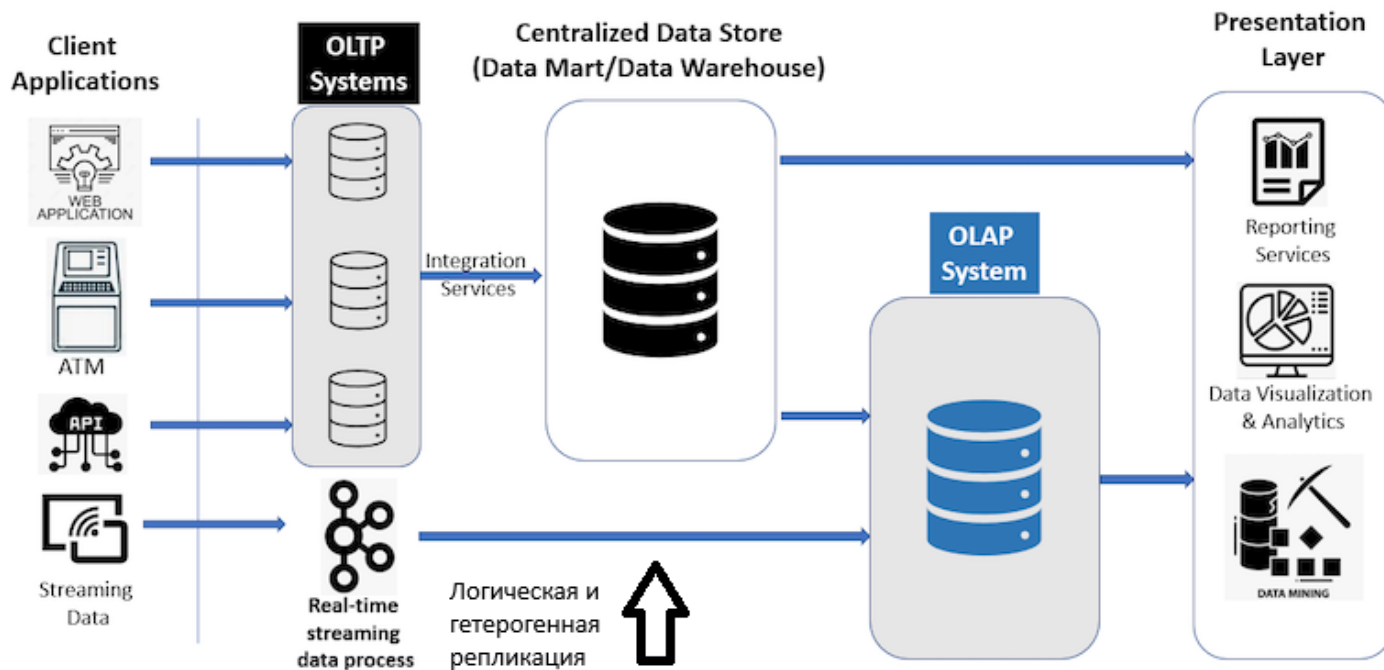 Client
Applications
WEB
APPLICATION
ATM
API
Streaming
Data
OLTP
Systems
Real-time
streaming
data process
Integration
Services
Centralized Data Store
(Data Mart/Data Warehouse)
Логическая и
гетерогенная
репликация
OLAP
System
Presentation
Layer
Reporting
Services
Data Visualization
& Analytics
DATA MINING